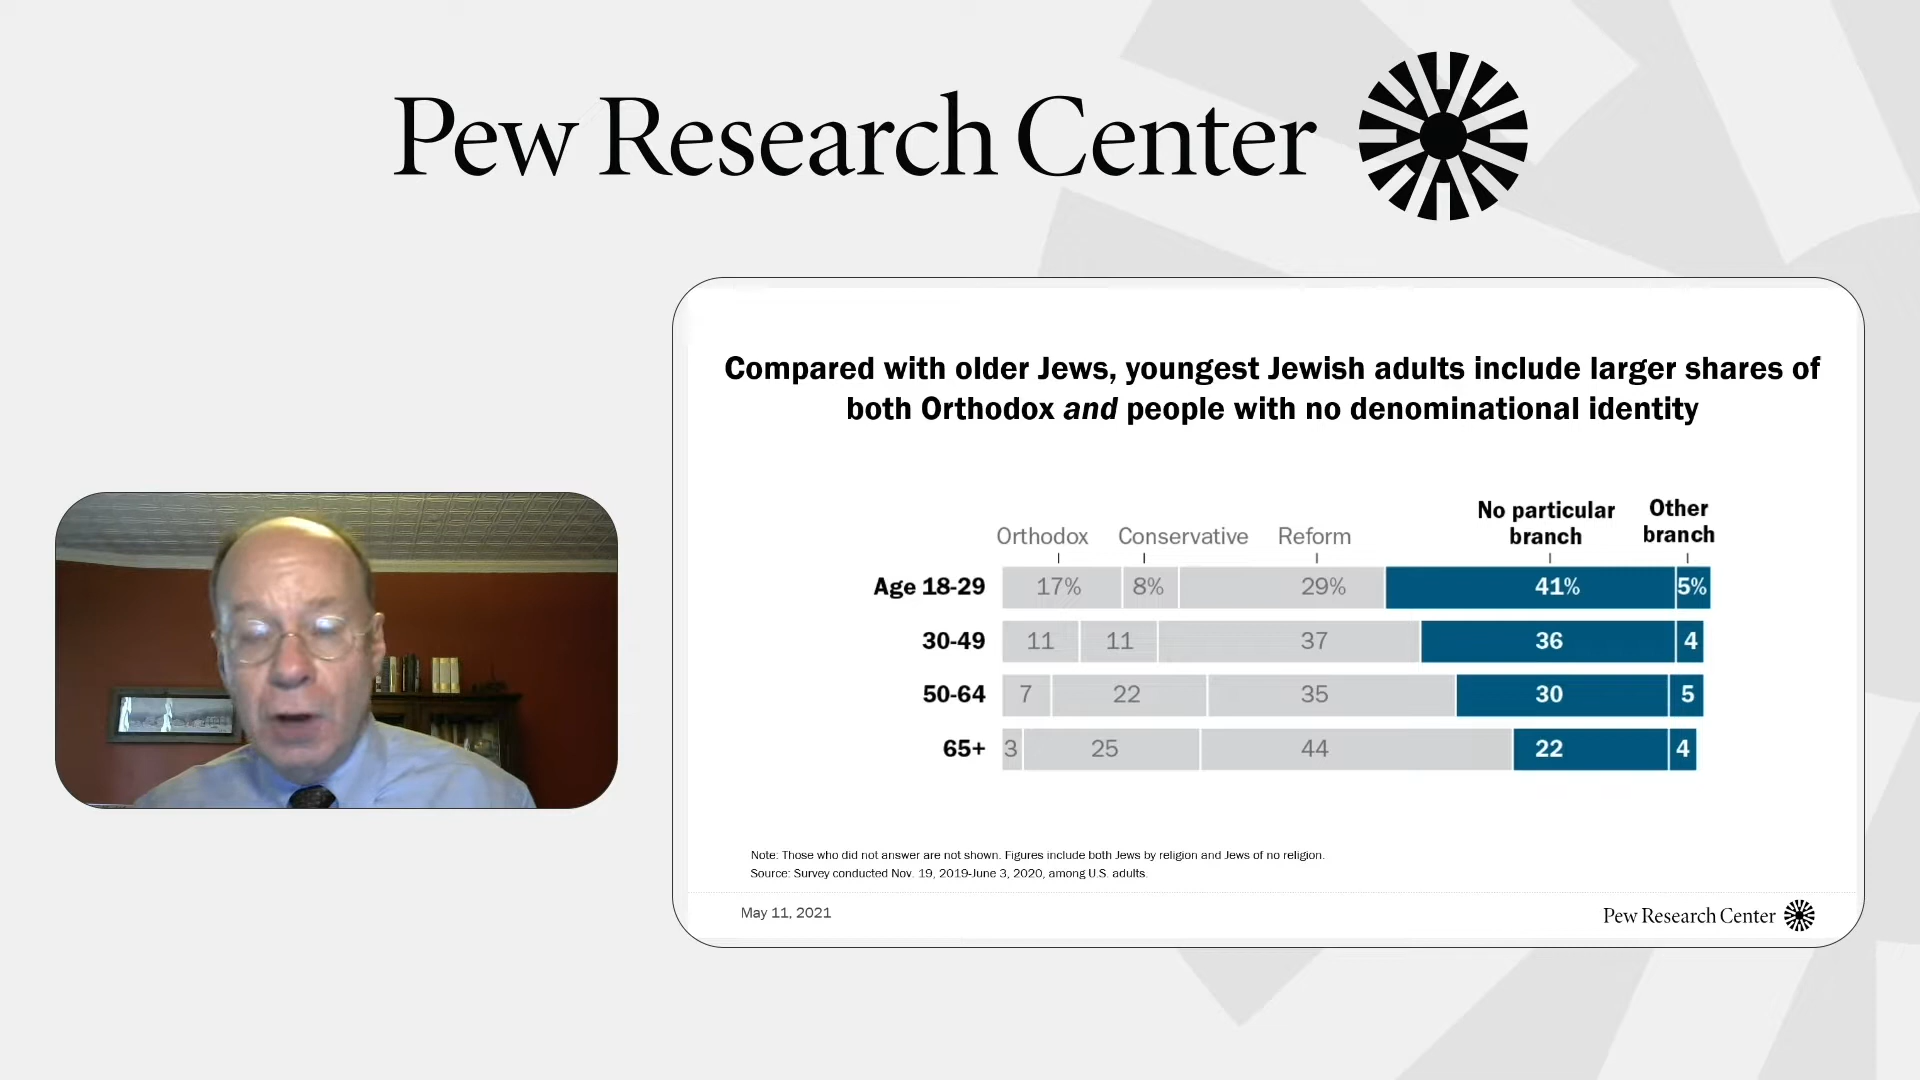 Pew Research Center
Compared with older Jews, youngest Jewish adults include larger shares of
both Orthodox and people with no denominational identity
Orthodox Conservative Reform No particular branch Other branch
Age 18-29 17% 8% 29% 41% 5%
30-49 11 11 37 36 4
50-64 7 22 35 30 5
65+ 3 25 44 22 4
Note: Those who did not answer are not shown. Figures include both Jews by religion and Jews of no religion.
Source: Survey conducted Nov. 19, 2019-June 3, 2020, among U.S. adults.
May 11, 2021
Pew Research Center